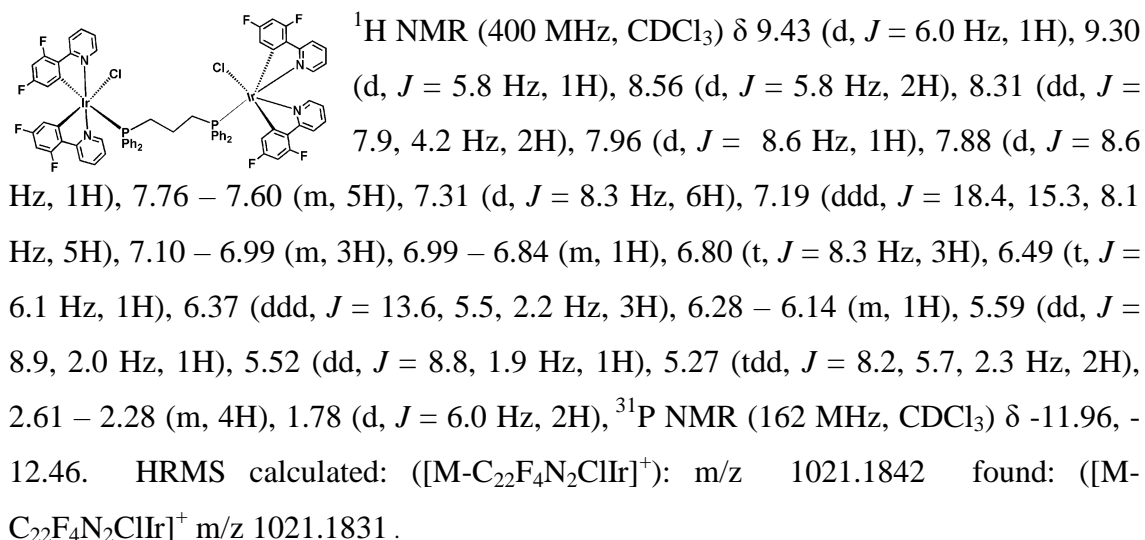 F F N Cl Ir F N F P Ph2 P Ph2 Cl Ir F F N N F F
¹H NMR (400 MHz, CDCl₃) δ 9.43 (d, J = 6.0 Hz, 1H), 9.30
(d, J = 5.8 Hz, 1H), 8.56 (d, J = 5.8 Hz, 2H), 8.31 (dd, J =
7.9, 4.2 Hz, 2H), 7.96 (d, J = 8.6 Hz, 1H), 7.88 (d, J = 8.6
Hz, 1H), 7.76 – 7.60 (m, 5H), 7.31 (d, J = 8.3 Hz, 6H), 7.19 (ddd, J = 18.4, 15.3, 8.1
Hz, 5H), 7.10 – 6.99 (m, 3H), 6.99 – 6.84 (m, 1H), 6.80 (t, J = 8.3 Hz, 3H), 6.49 (t, J =
6.1 Hz, 1H), 6.37 (ddd, J = 13.6, 5.5, 2.2 Hz, 3H), 6.28 – 6.14 (m, 1H), 5.59 (dd, J =
8.9, 2.0 Hz, 1H), 5.52 (dd, J = 8.8, 1.9 Hz, 1H), 5.27 (tdd, J = 8.2, 5.7, 2.3 Hz, 2H),
2.61 – 2.28 (m, 4H), 1.78 (d, J = 6.0 Hz, 2H), ³¹P NMR (162 MHz, CDCl₃) δ -11.96, -
12.46. HRMS calculated: ([M-C₂₂F₄N₂ClIr]⁺): m/z 1021.1842 found: ([M-
C₂₂F₄N₂ClIr]⁺ m/z 1021.1831.